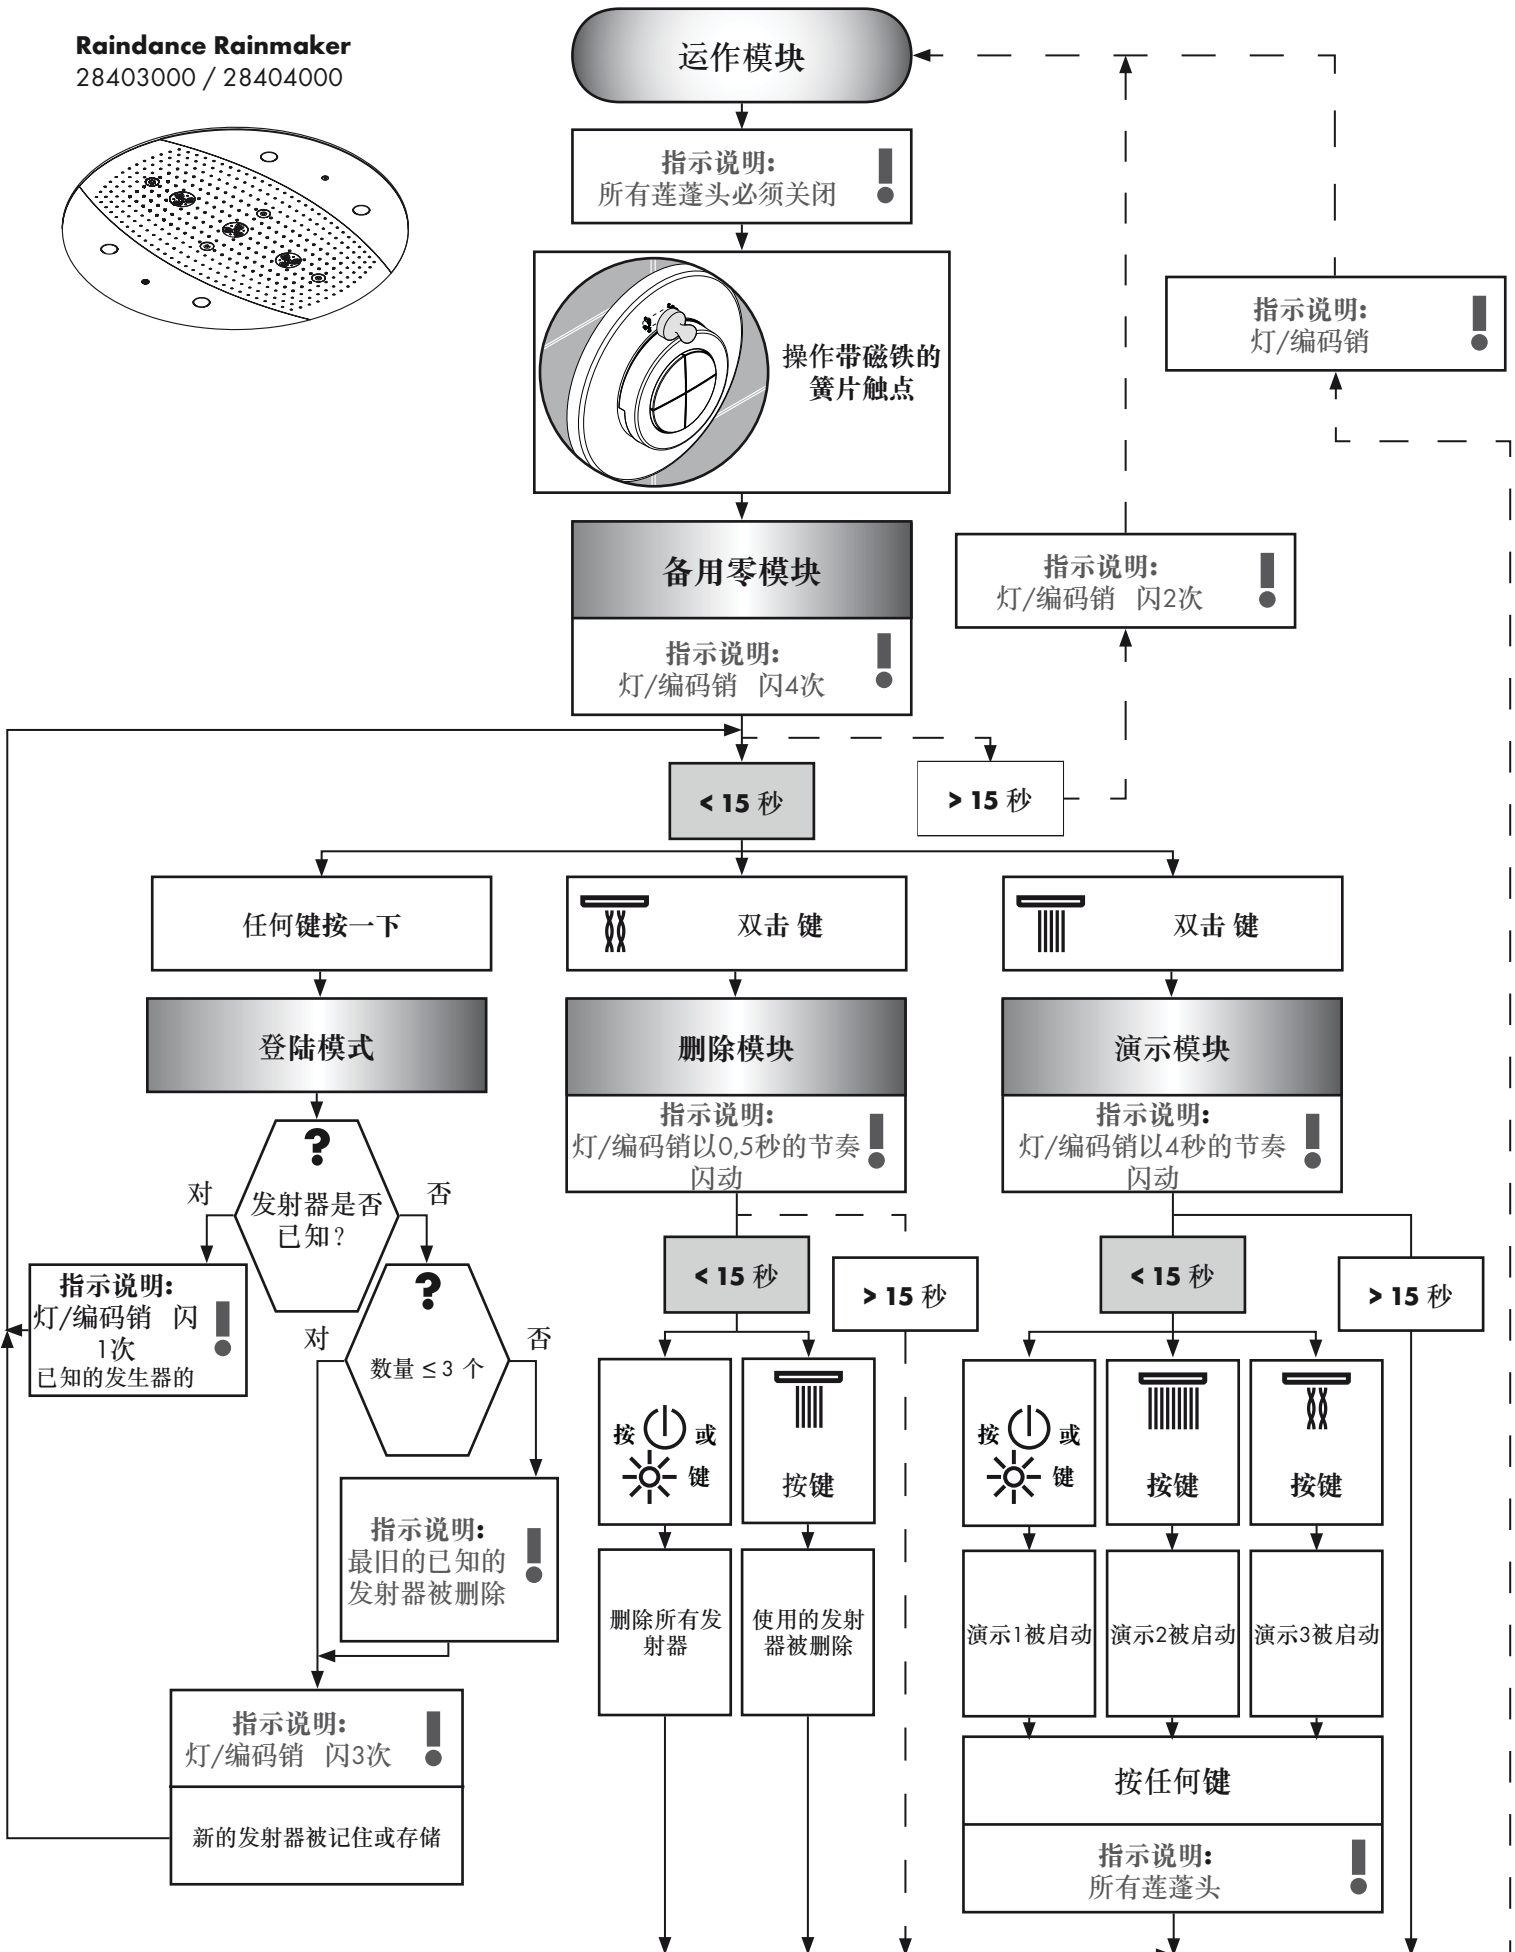 Raindance Rainmaker
28403000 / 28404000
运作模块
指示说明:
所有莲蓬头必须关闭
操作带磁铁的
簧片触点
指示说明:
灯/编码销
备用零模块
指示说明:
灯/编码销 闪4次
指示说明:
灯/编码销 闪2次
< 15 秒
> 15 秒
任何键按一下
双击 键
双击 键
登陆模式
删除模块
指示说明:
灯/编码销以0,5秒的节奏
闪动
演示模块
指示说明:
灯/编码销以4秒的节奏
闪动
?
发射器是否
已知?
对
否
指示说明:
灯/编码销 闪
1次
已知的发生器的
?
数量 ≤ 3 个
对
否
指示说明:
最旧的已知的
发射器被删除
指示说明:
灯/编码销 闪3次
新的发射器被记住或存储
< 15 秒
> 15 秒
按 或
键
按键
删除所有发
射器
使用的发射
器被删除
< 15 秒
> 15 秒
按 或
键
按键
按键
演示1被启动
演示2被启动
演示3被启动
按任何键
指示说明:
所有莲蓬头